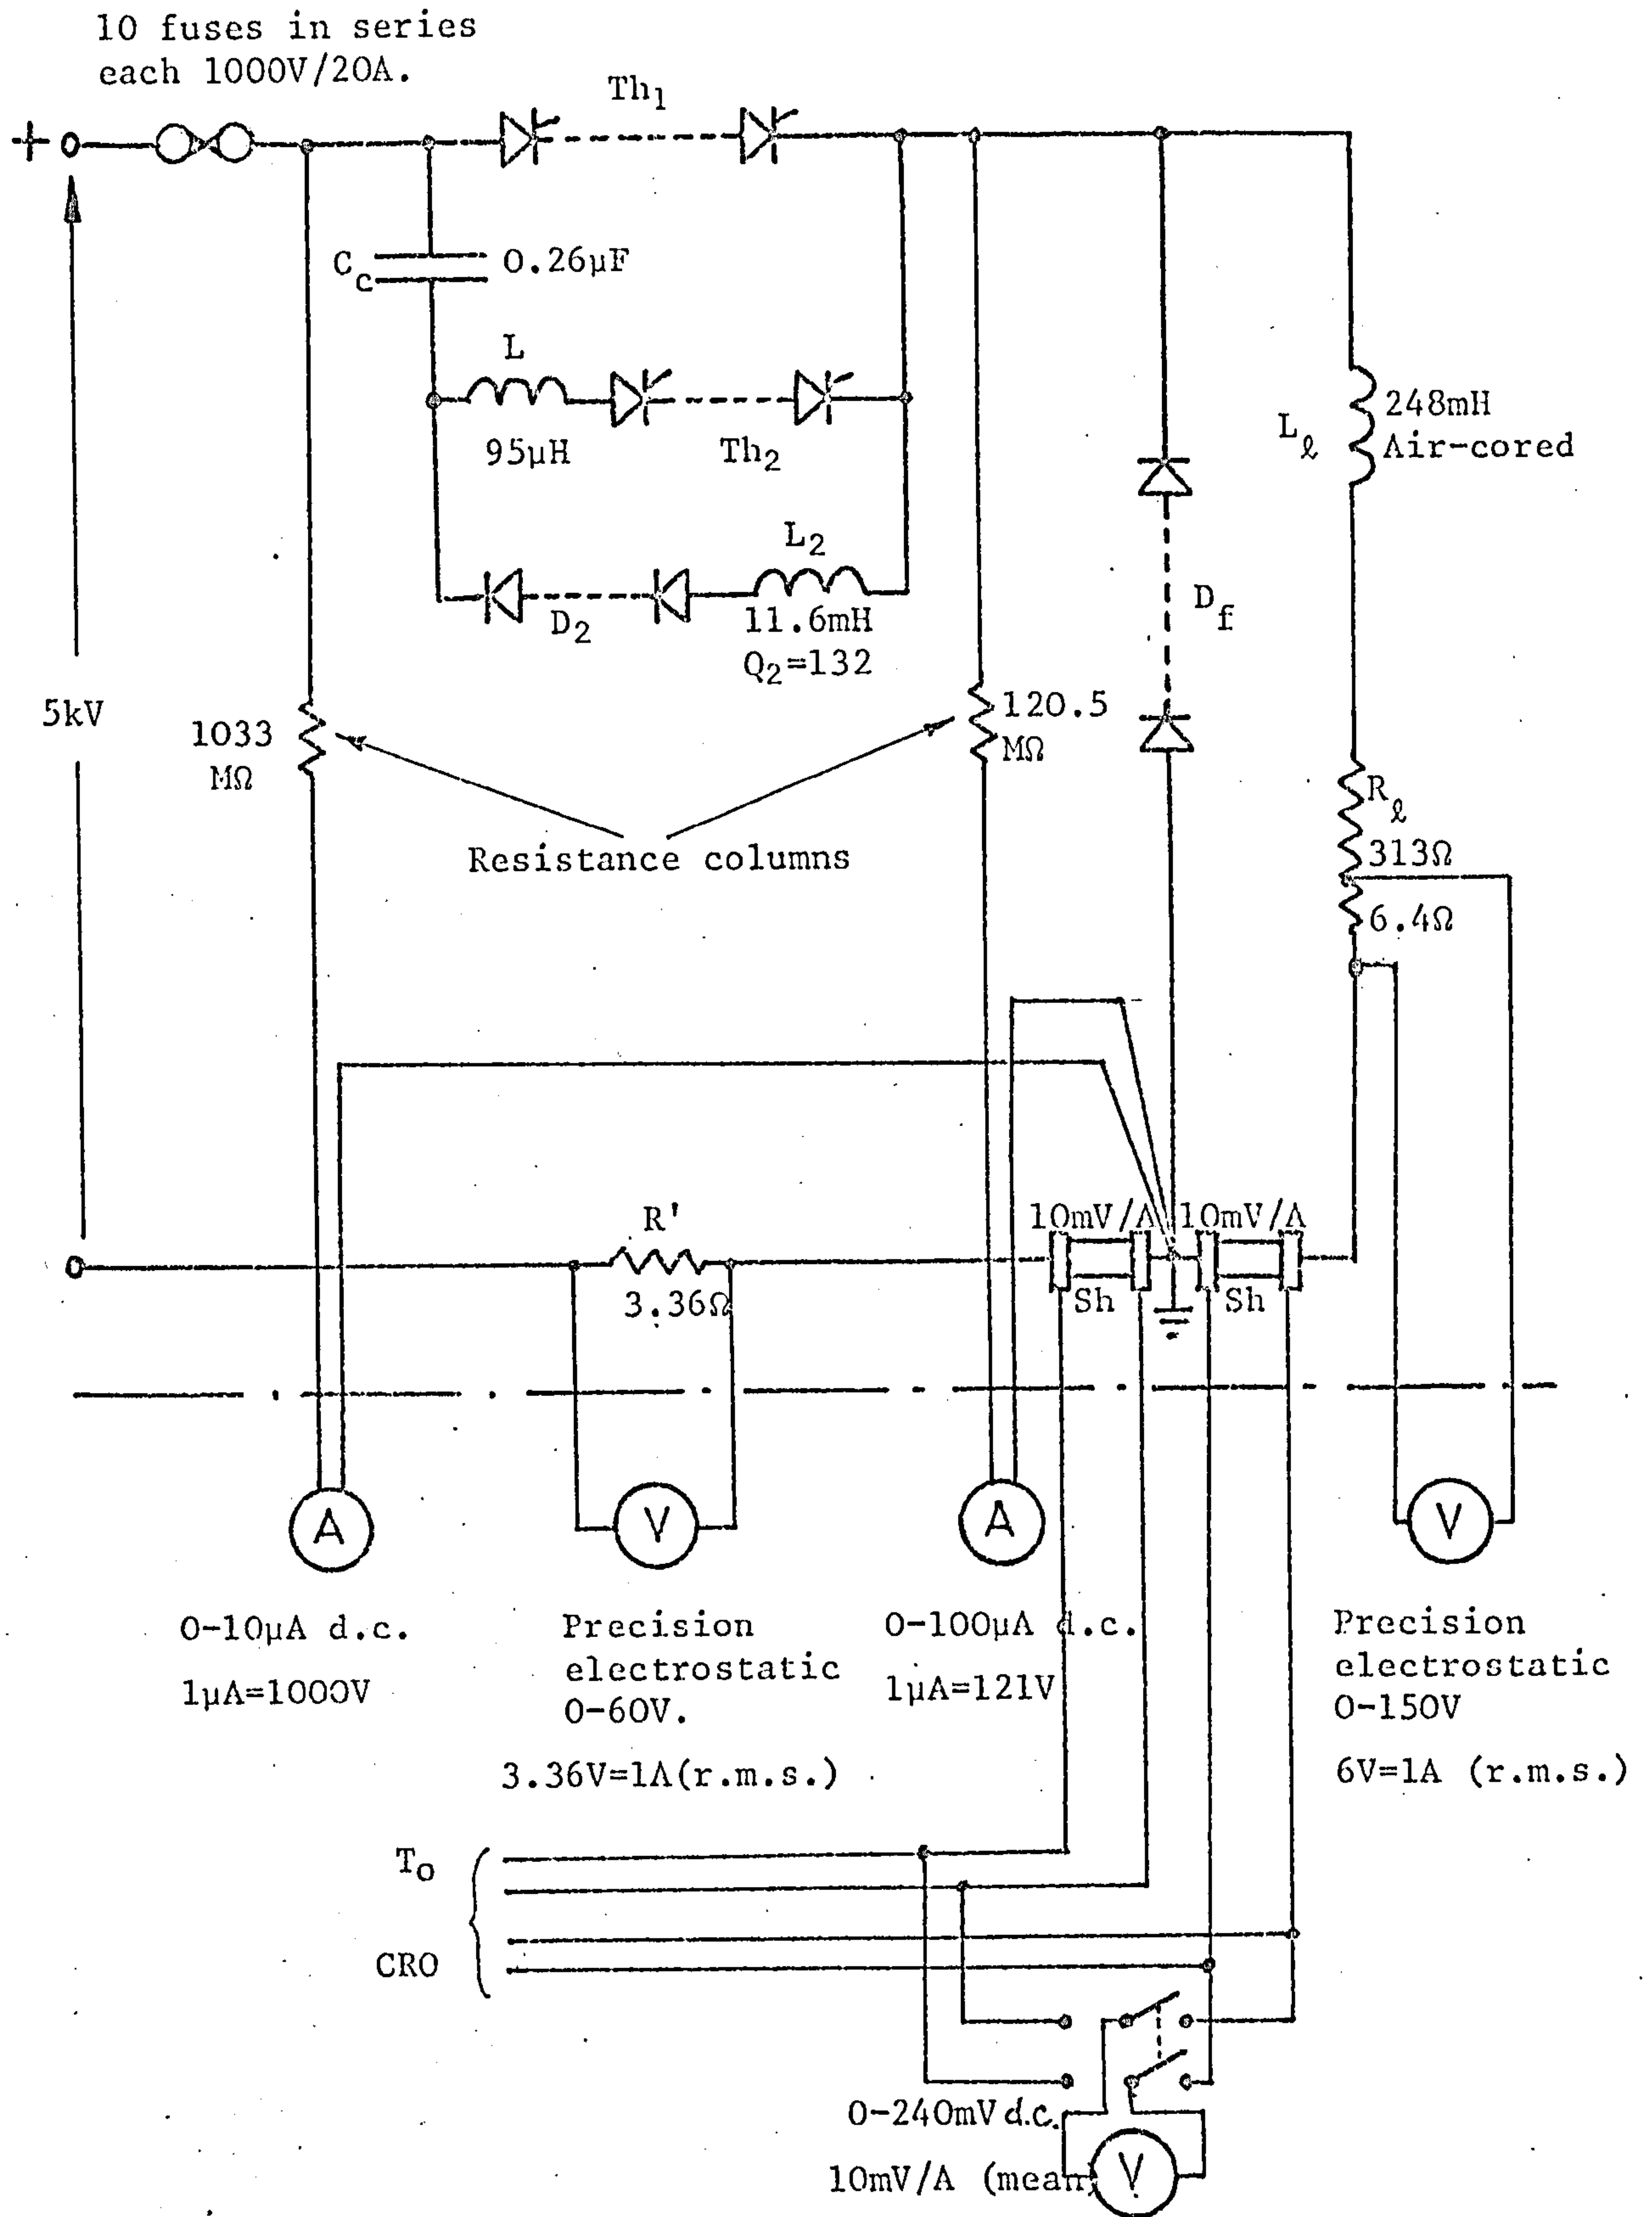 10 fuses in series
each 1000V/20A.
Th1
+
Cc
0.26µF
L
95µH
Th2
L2
D2
11.6mH
Q2=132
Df
Lℓ
248mH
Air-cored
5kV
1033
MΩ
120.5
MΩ
Resistance columns
Rℓ
313Ω
6.4Ω
R'
3.36Ω
10mV/A
10mV/A
Sh
Sh
A
V
A
V
0-10µA d.c.
1µA=1000V
Precision
electrostatic
0-60V.
3.36V=1A(r.m.s.)
0-100µA d.c.
1µA=121V
Precision
electrostatic
0-150V
6V=1A (r.m.s.)
To
CRO
0-240mV d.c.
10mV/A (mean)
V